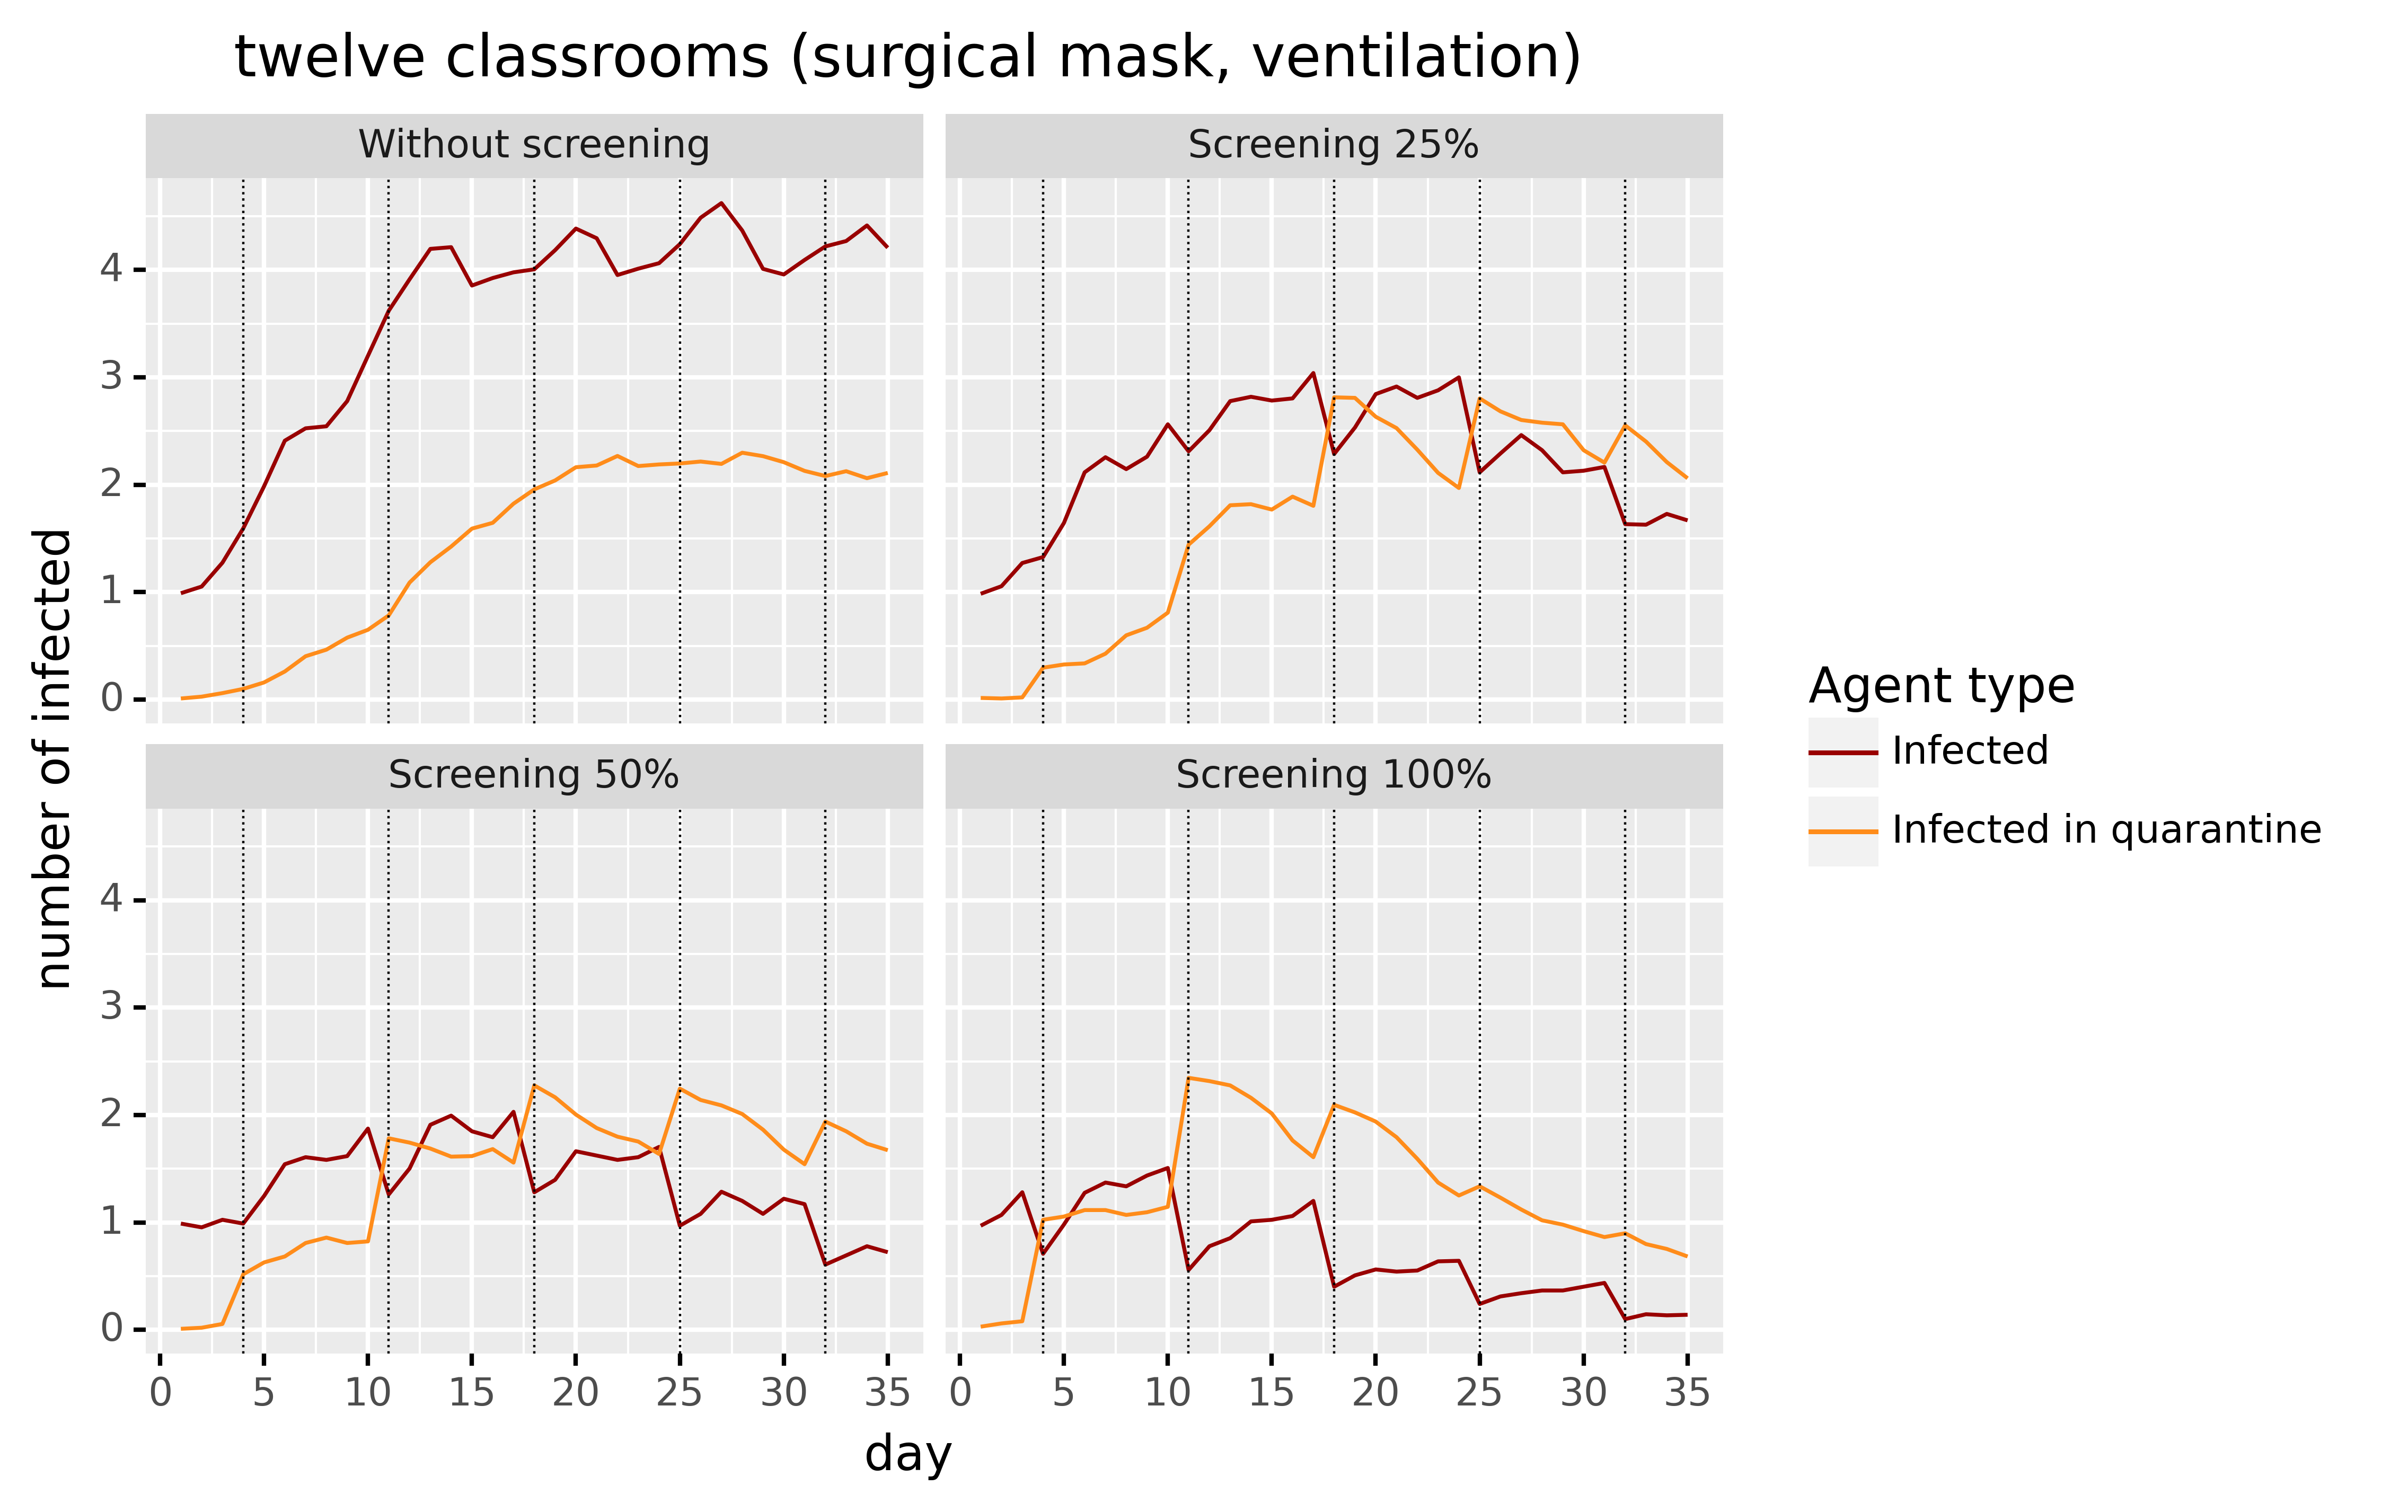 twelve classrooms (surgical mask, ventilation)
Without screening
Screening 25%
4
3
2
1
0
number of infected
Screening 50%
Screening 100%
4
3
2
1
0
0 5 10 15 20 25 30 35
0 5 10 15 20 25 30 35
day
Agent type
Infected
Infected in quarantine